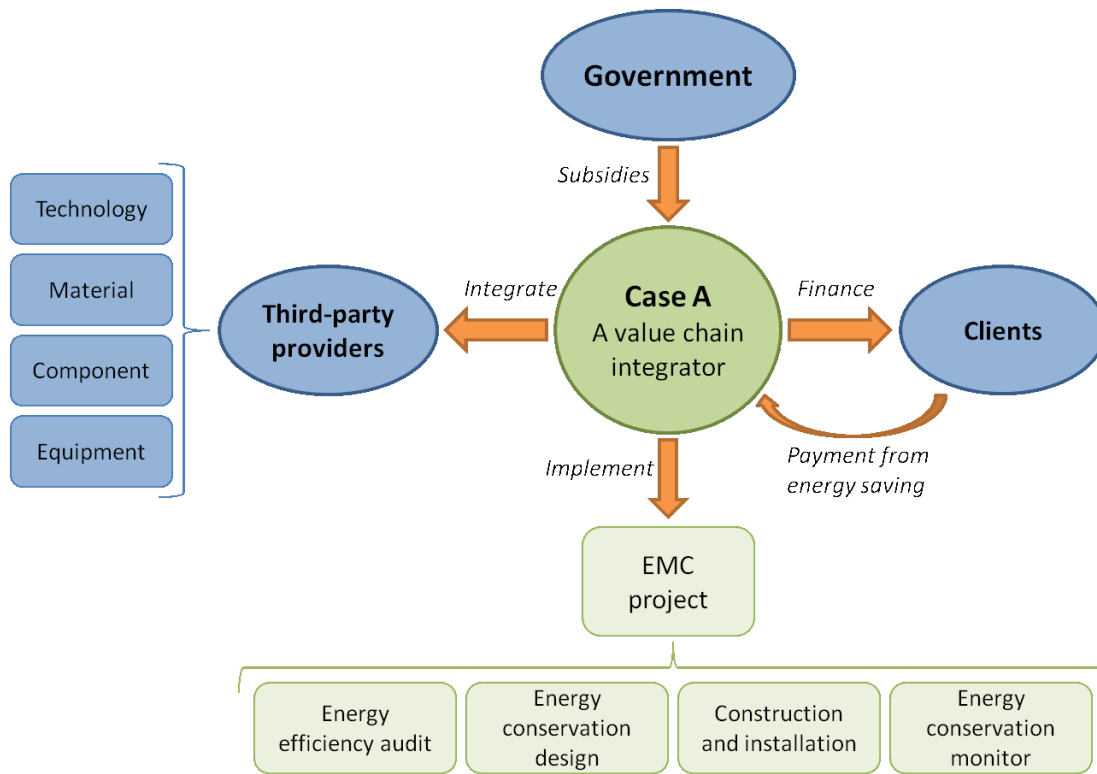 Government
Subsidies
Technology
Material
Component
Equipment
Third-party
providers
Integrate
Case A
A value chain
integrator
Finance
Clients
Payment from
energy saving
Implement
EMC
project
Energy
efficiency audit
Energy
conservation
design
Construction
and installation
Energy
conservation
monitor